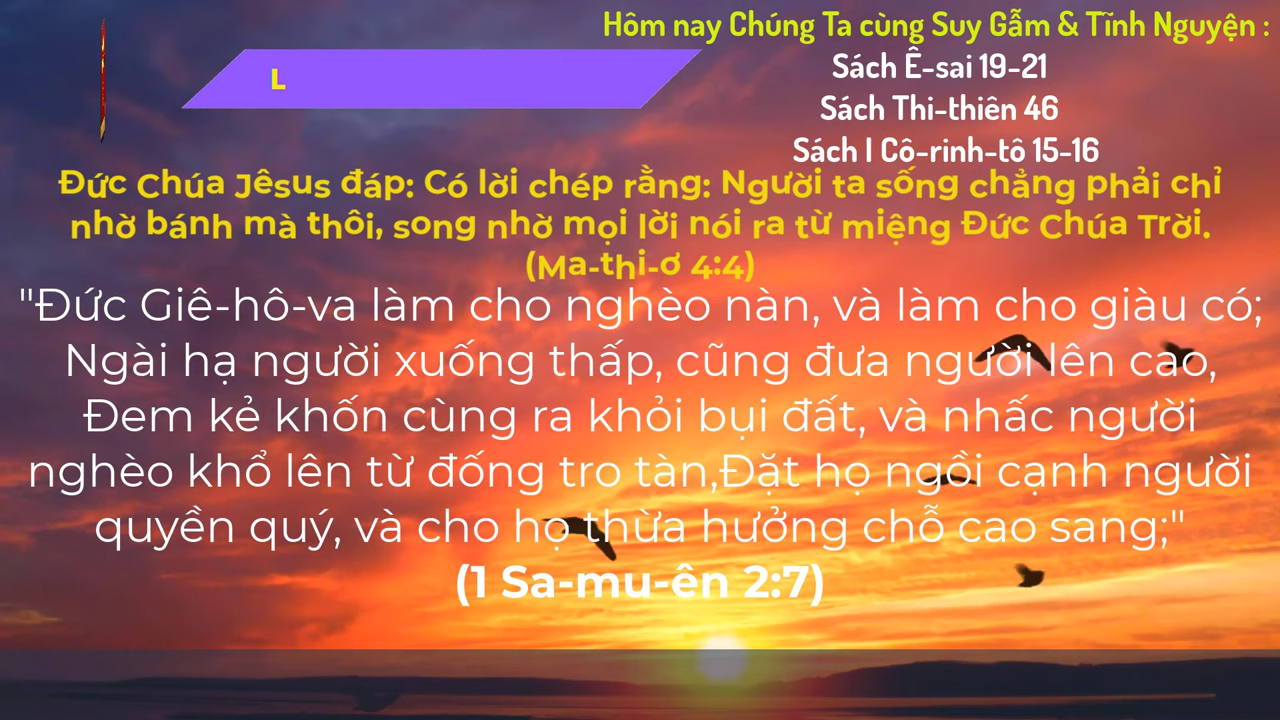 Hôm nay Chúng Ta cùng Suy Gẫm & Tĩnh Nguyện :
Sách Ê-sai 19-21
Sách Thi-thiên 46
Sách I Cô-rinh-tô 15-16
L
Đức Chúa Jêsus đáp: Có lời chép rằng: Người ta sống chẳng phải chỉ
nhờ bánh mà thôi, song nhờ mọi lời nói ra từ miệng Đức Chúa Trời.
(Ma-thi-ơ 4:4)
"Đức Giê-hô-va làm cho nghèo nàn, và làm cho giàu có;
Ngài hạ người xuống thấp, cũng đưa người lên cao,
Đem kẻ khốn cùng ra khỏi bụi đất, và nhấc người
nghèo khổ lên từ đống tro tàn,Đặt họ ngồi cạnh người
quyền quý, và cho họ thừa hưởng chỗ cao sang;"
(1 Sa-mu-ên 2:7)